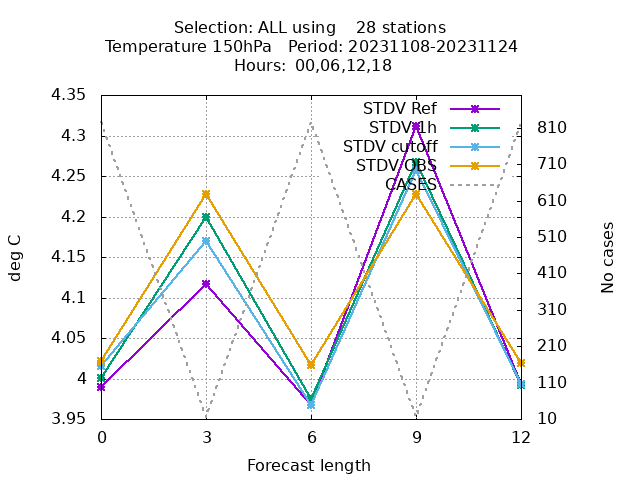 Selection: ALL using    28 stations
Temperature 150hPa   Period: 20231108-20231124
Hours:  00,06,12,18
4.35
4.3
4.25
4.2
4.15
4.1
4.05
4
3.95
deg C
STDV Ref
STDV 1h
STDV cutoff
STDV OBS
CASES
810
710
610
510
410
310
210
110
10
No cases
0 3 6 9 12
Forecast length